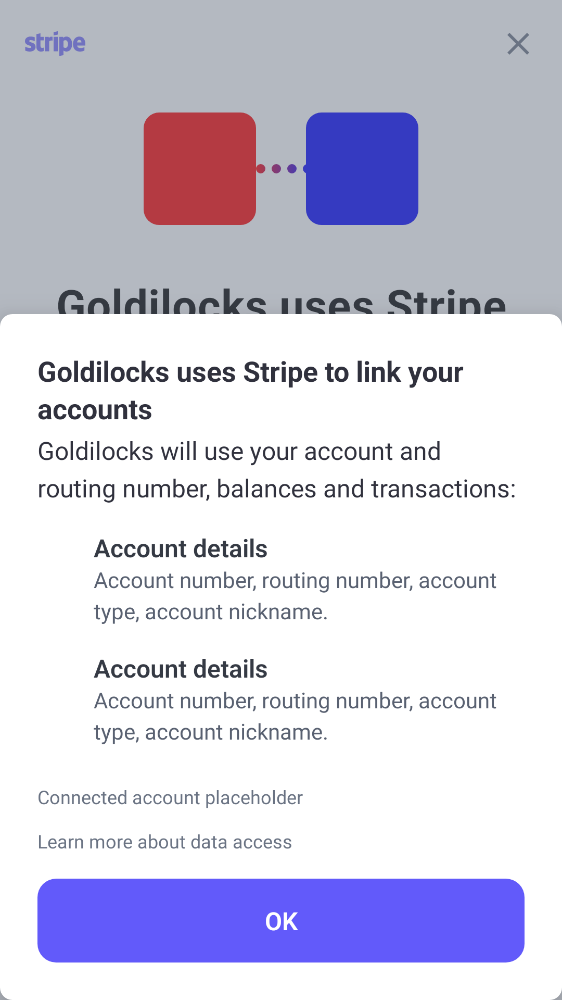 stripe
Goldilocks uses Stripe
Goldilocks uses Stripe to link your
accounts
Goldilocks will use your account and
routing number, balances and transactions:
Account details
Account number, routing number, account
type, account nickname.
Account details
Account number, routing number, account
type, account nickname.
Connected account placeholder
Learn more about data access
OK